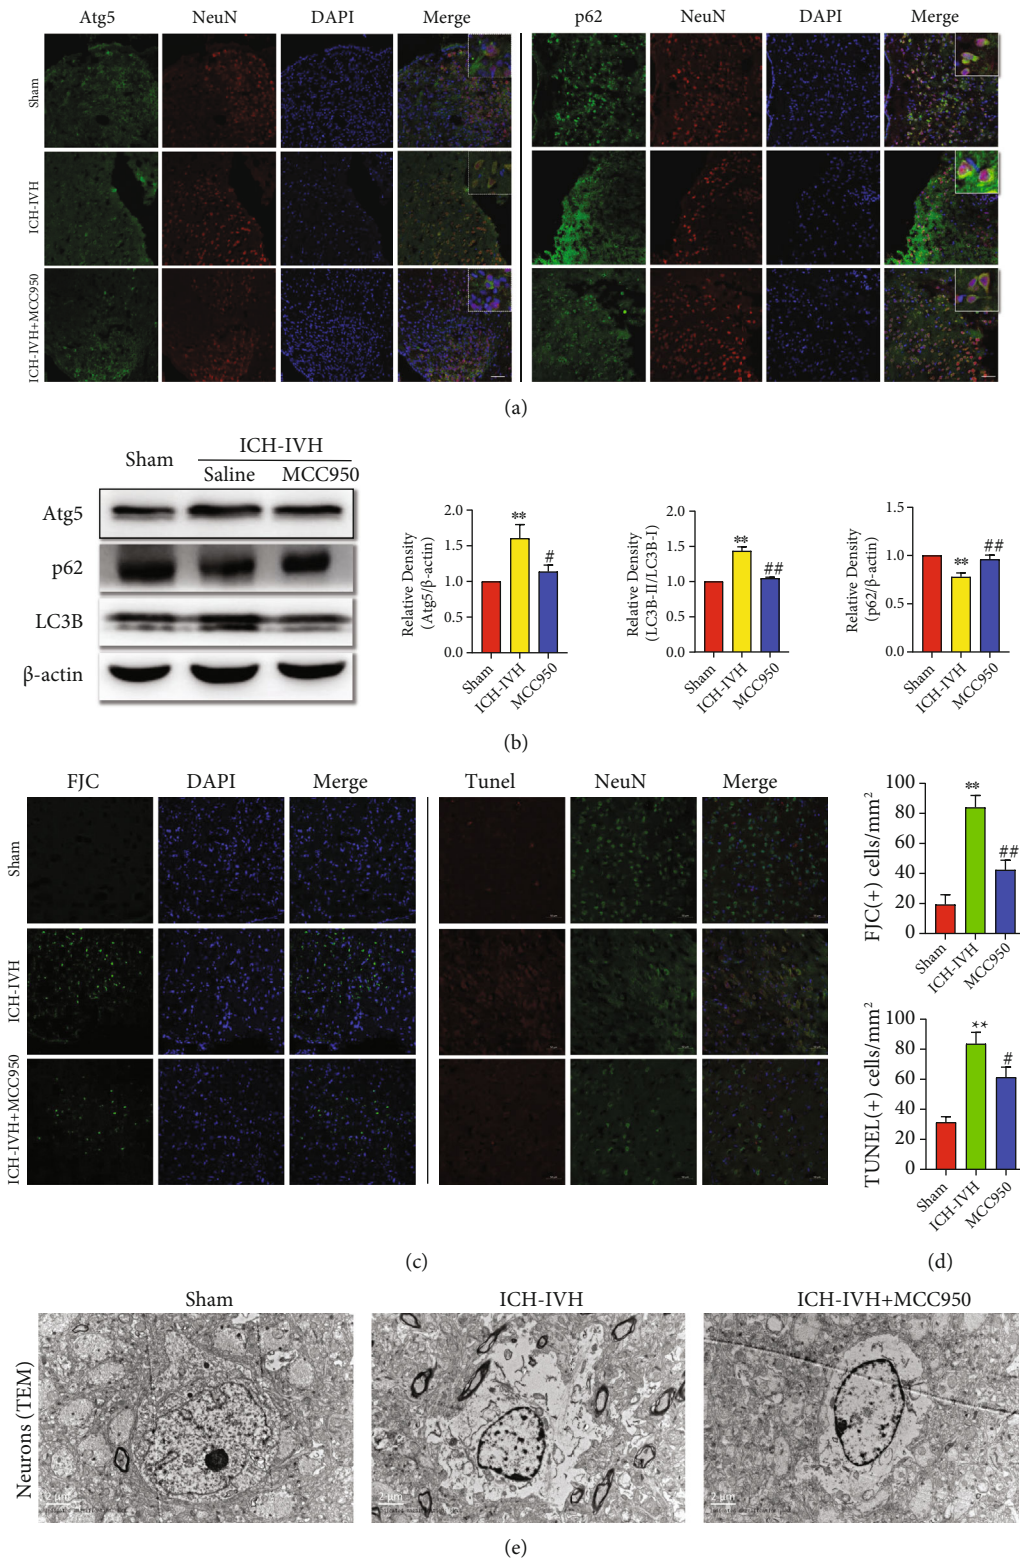 Atg5 NeuN DAPI Merge p62 NeuN DAPI Merge
Sham
ICH-IVH
ICH-IVH+MCC950
(a)
ICH-IVH
Sham
Saline MCC950
Atg5
p62
LC3B
β-actin
Relative Density
(Atg5/β-actin)
2.0
1.5
1.0
0.5
0.0
**
#
Sham
ICH-IVH
MCC950
Relative Density
(LC3B-II/LC3B-I)
2.0
1.5
1.0
0.5
0.0
**
##
Sham
ICH-IVH
MCC950
Relative Density
(p62/β-actin)
1.5
1.0
0.5
0.0
**
##
Sham
ICH-IVH
MCC950
(b)
FJC DAPI Merge Tunel NeuN Merge
Sham
ICH-IVH
ICH-IVH+MCC950
(c)
FJC(+) cells/mm²
100
80
60
40
20
0
**
##
Sham
ICH-IVH
MCC950
TUNEL(+) cells/mm²
100
80
60
40
20
0
**
#
Sham
ICH-IVH
MCC950
(d)
Sham ICH-IVH ICH-IVH+MCC950
Neurons (TEM)
2 μm
2 μm
2 μm
(e)